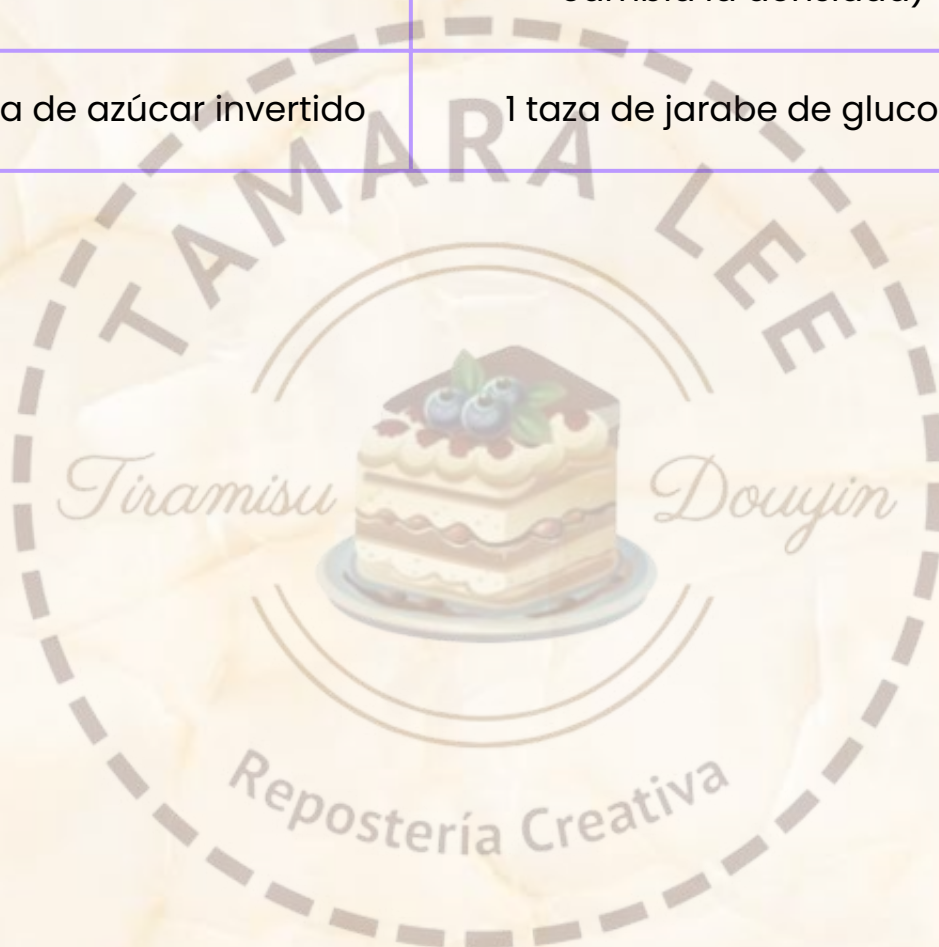 a de azúcar invertido
1 taza de jarabe de gluco
TAMARA LEE
Tiramisu
Douyin
Repostería Creativa